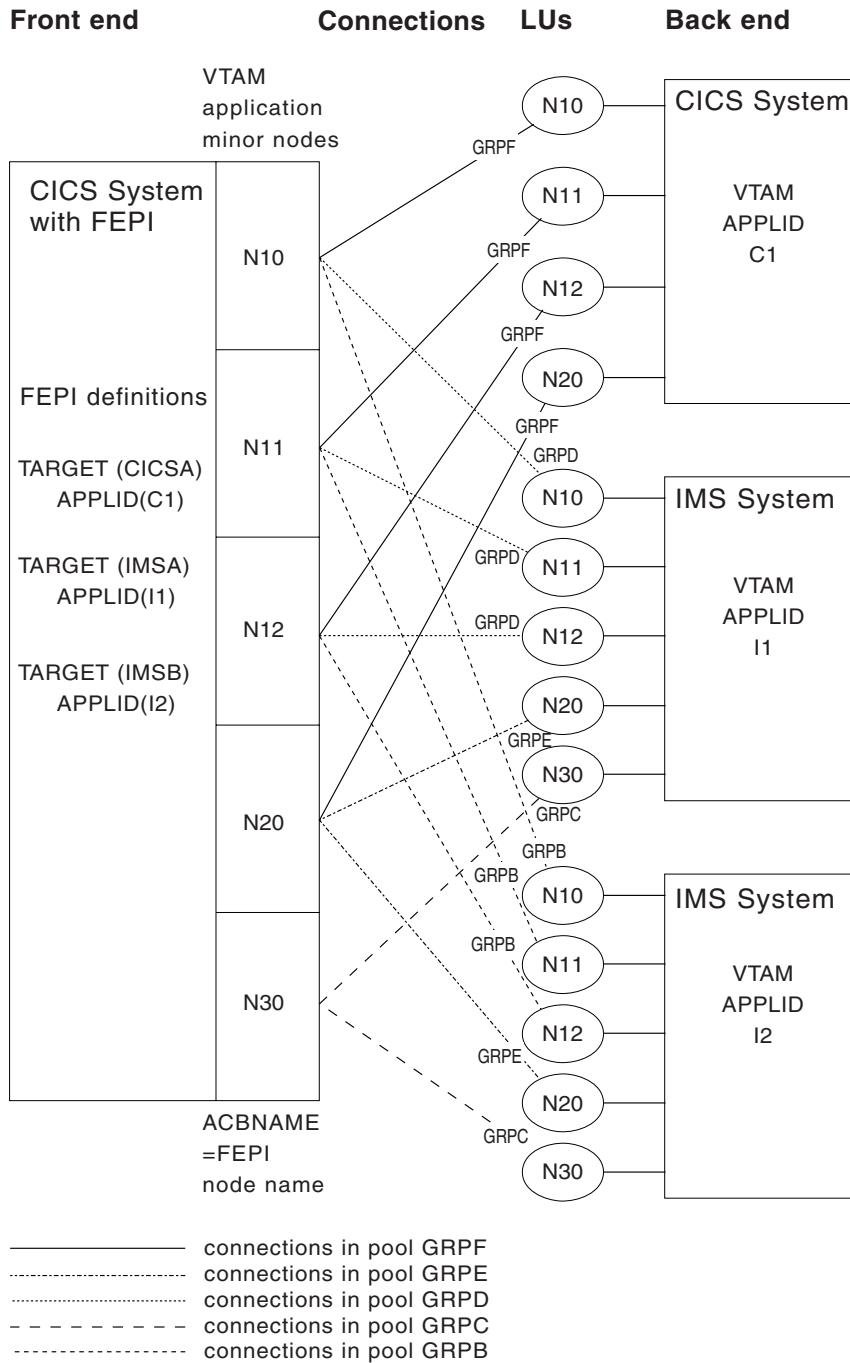 Front end
Connections
LUs
Back end
VTAM
application
minor nodes
CICS System
with FEPI
FEPI definitions
TARGET (CICSA)
APPLID(C1)
TARGET (IMSA)
APPLID(I1)
TARGET (IMSB)
APPLID(I2)
N10
N11
N12
N20
N30
ACBNAME
=FEPI
node name
GRPF
GRPF
GRPF
GRPF
GRPD
GRPD
GRPD
GRPE
GRPC
GRPB
GRPB
GRPB
GRPE
GRPC
N10
N11
N12
N20
N10
N11
N12
N20
N30
N10
N11
N12
N20
N30
CICS System
VTAM
APPLID
C1
IMS System
VTAM
APPLID
I1
IMS System
VTAM
APPLID
I2
connections in pool GRPF
connections in pool GRPE
connections in pool GRPD
connections in pool GRPC
connections in pool GRPB